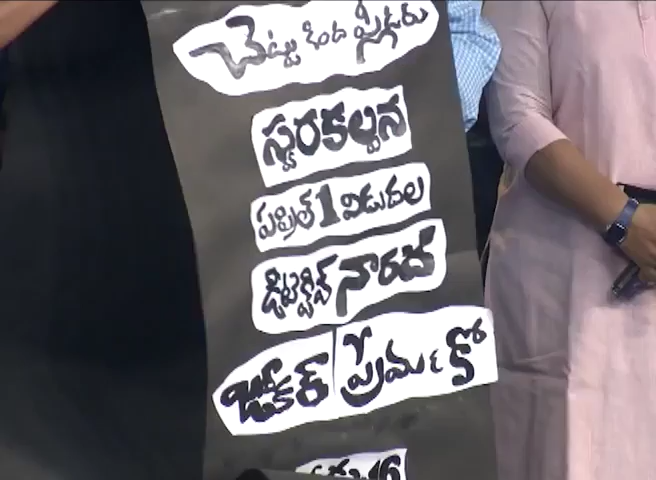 చెట్టు కింద ప్లీడరు
స్వరకల్పన
ఏప్రిల్ 1 విడుదల
డిటెక్టివ్ నారద
జోకర్ ప్రేమ & కో